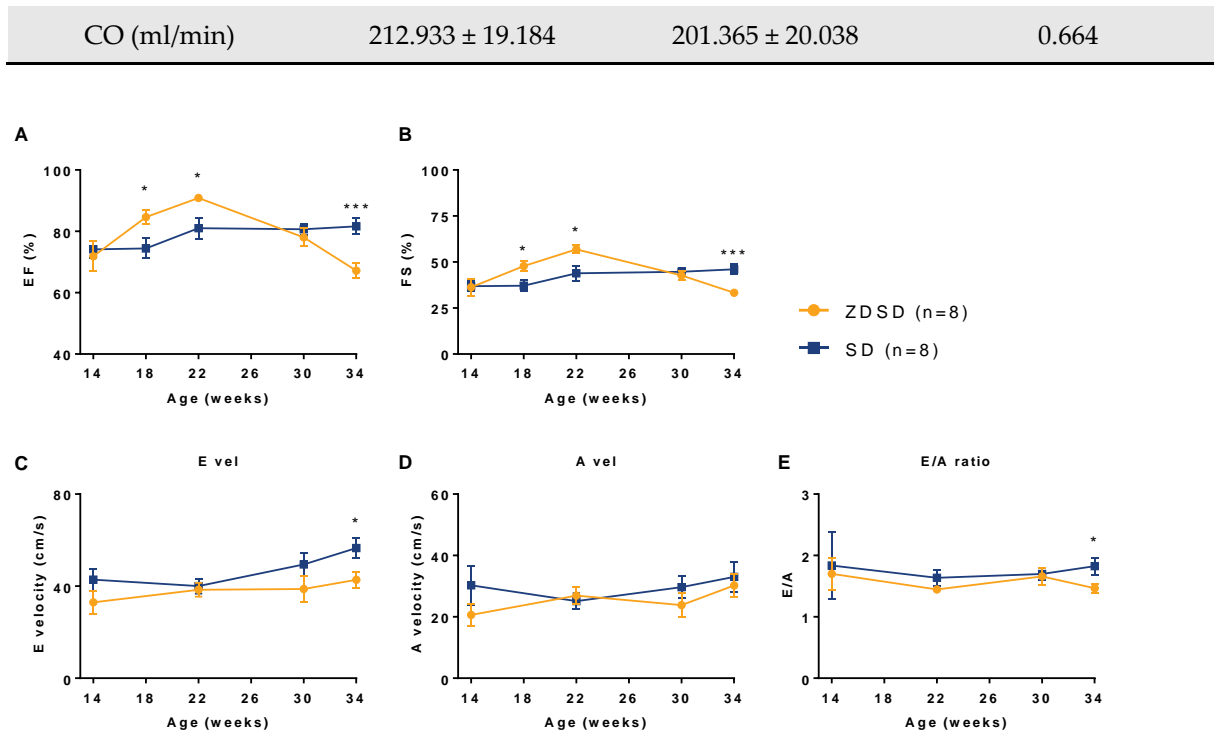 CO (ml/min) 212.933 ± 19.184 201.365 ± 20.038 0.664
A
EF (%)
100
80
60
40
* * ***
14 18 22 26 30 34
Age (weeks)
B
FS (%)
100
75
50
25
0
* * ***
14 18 22 26 30 34
Age (weeks)
ZDSD (n=8)
SD (n=8)
C
E vel
E velocity (cm/s)
80
40
0
*
14 18 22 26 30 34
Age (weeks)
D
A vel
A velocity (cm/s)
60
40
20
0
14 18 22 26 30 34
Age (weeks)
E
E/A ratio
E/A
3
2
1
0
*
14 18 22 26 30 34
Age (weeks)